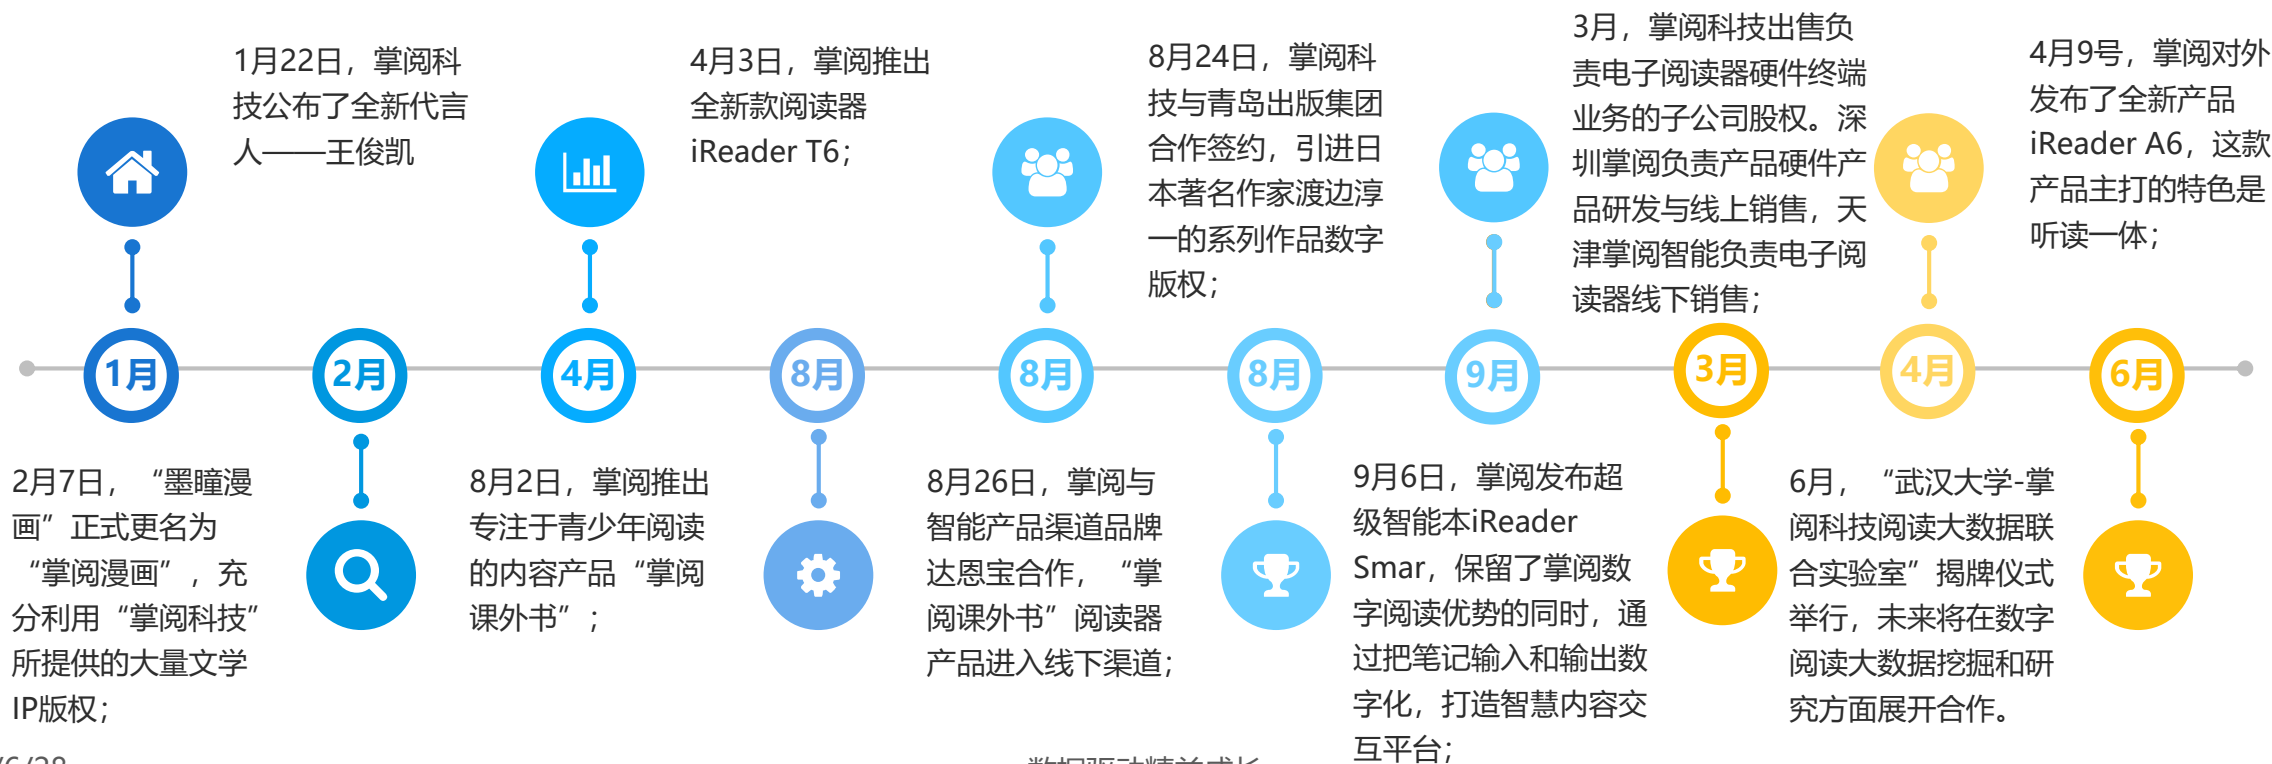 1月22日，掌阅科
技公布了全新代言
人——王俊凯
4月3日，掌阅推出
全新款阅读器
iReader T6；
8月24日，掌阅科
技与青岛出版集团
合作签约，引进日
本著名作家渡边淳
一的系列作品数字
版权；
3月，掌阅科技出售负
责电子阅读器硬件终端
业务的子公司股权。深
圳掌阅负责产品硬件产
品研发与线上销售，天
津掌阅智能负责电子阅
读器线下销售；
4月9号，掌阅对外
发布了全新产品
iReader A6，这款
产品主打的特色是
听读一体；
1月
2月
4月
8月
8月
8月
9月
3月
4月
6月
2月7日，“墨瞳漫
画”正式更名为
“掌阅漫画”，充
分利用“掌阅科技”
所提供的大量文学
IP版权；
8月2日，掌阅推出
专注于青少年阅读
的内容产品“掌阅
课外书”；
8月26日，掌阅与
智能产品渠道品牌
达恩宝合作，“掌
阅课外书”阅读器
产品进入线下渠道；
9月6日，掌阅发布超
级智能本iReader
Smar，保留了掌阅数
字阅读优势的同时，通
过把笔记输入和输出数
字化，打造智慧内容交
互平台；
6月，“武汉大学-掌
阅科技阅读大数据联
合实验室”揭牌仪式
举行，未来将在数字
阅读大数据挖掘和研
究方面展开合作。